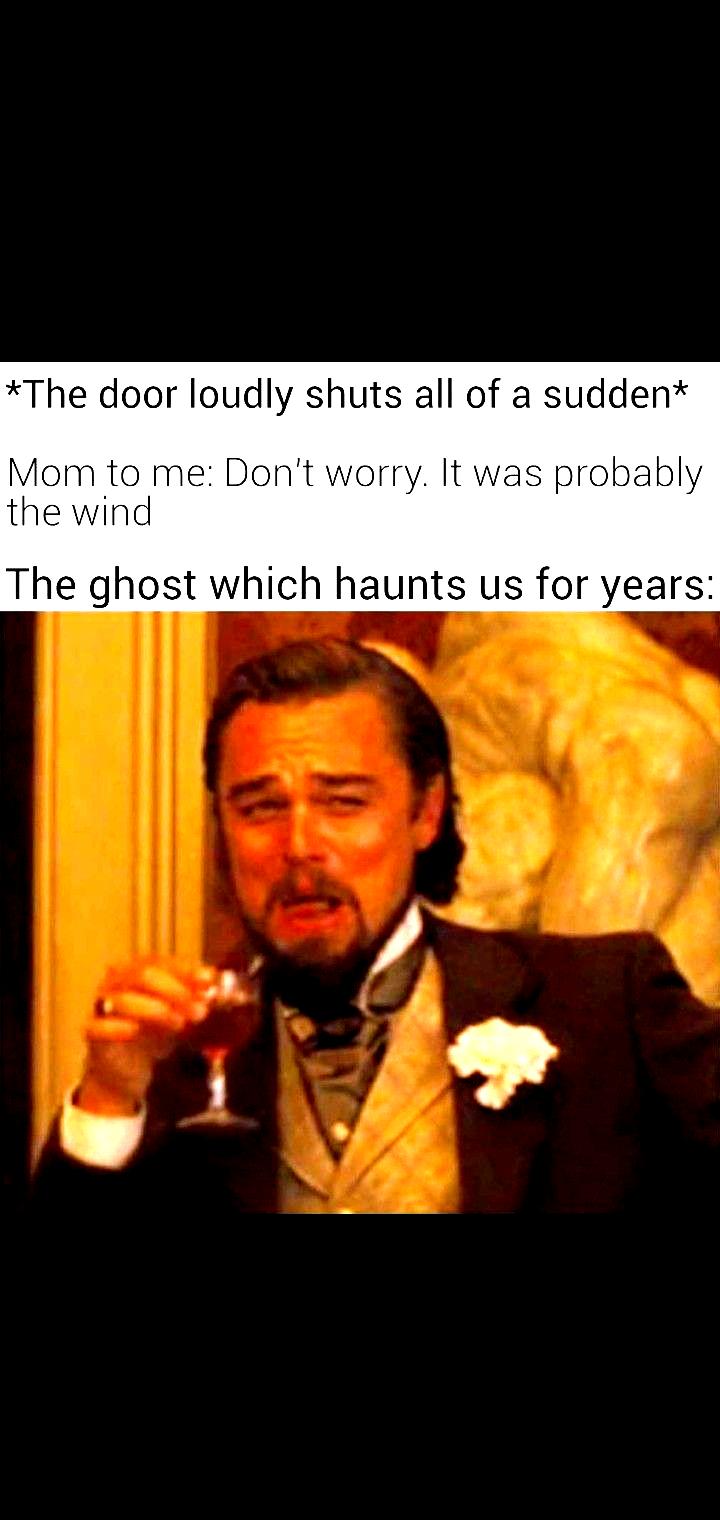 *The door loudly shuts all of a sudden*
Mom to me: Don't worry. It was probably
the wind
The ghost which haunts us for years: